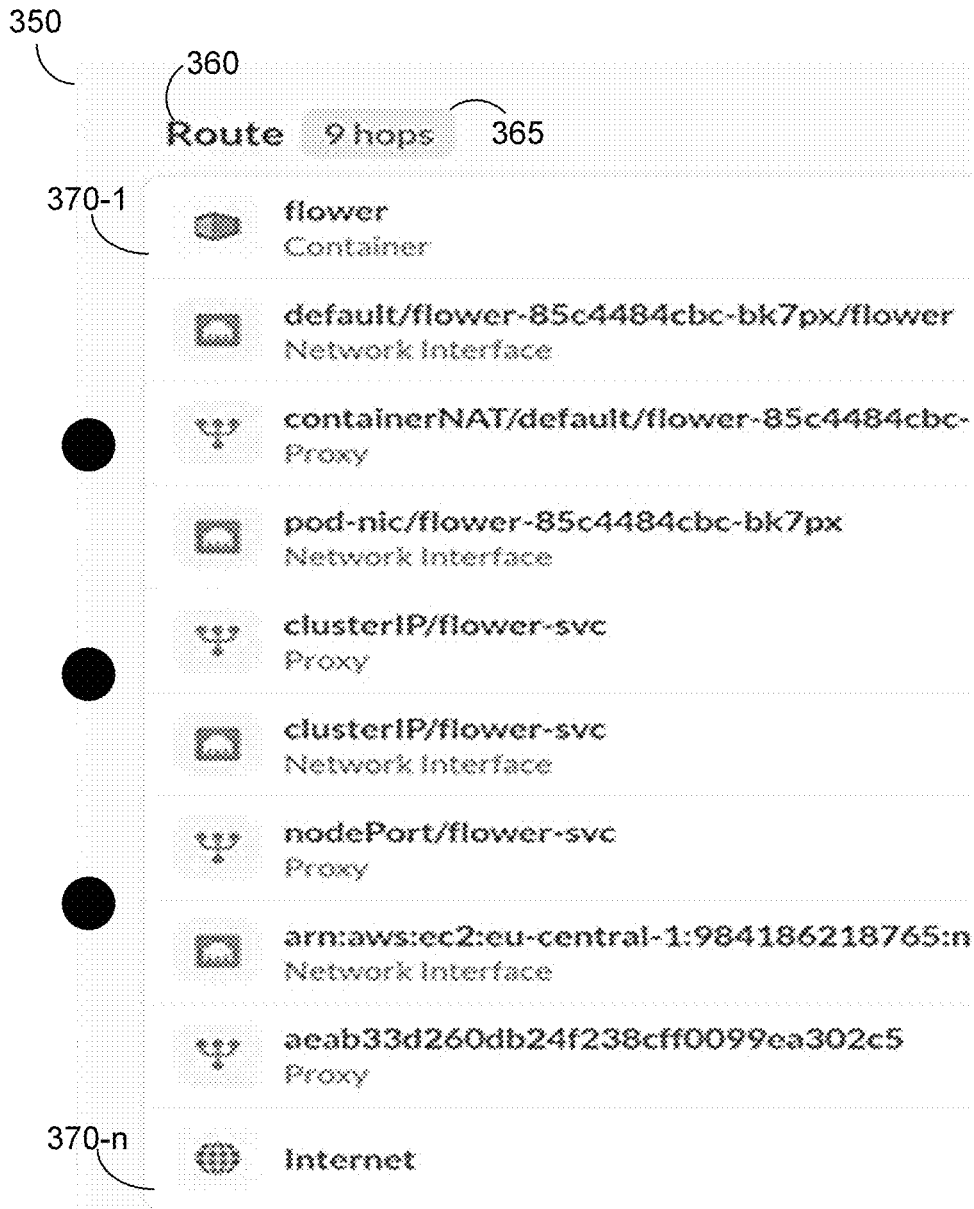 350
360
Route 9 hops 365
370-1
flower
Container
default/flower-85c4484cbc-bk7px/flower
Network Interface
containerNAT/default/flower-85c4484cbc-
Proxy
pod-nic/flower-85c4484cbc-bk7px
Network Interface
clusterIP/flower-svc
Proxy
clusterIP/flower-svc
Network Interface
nodePort/flower-svc
Proxy
arn:aws:ec2:eu-central-1:984186218765:n
Network Interface
aeab33d260db24f238cff0099ea302c5
Proxy
370-n
Internet